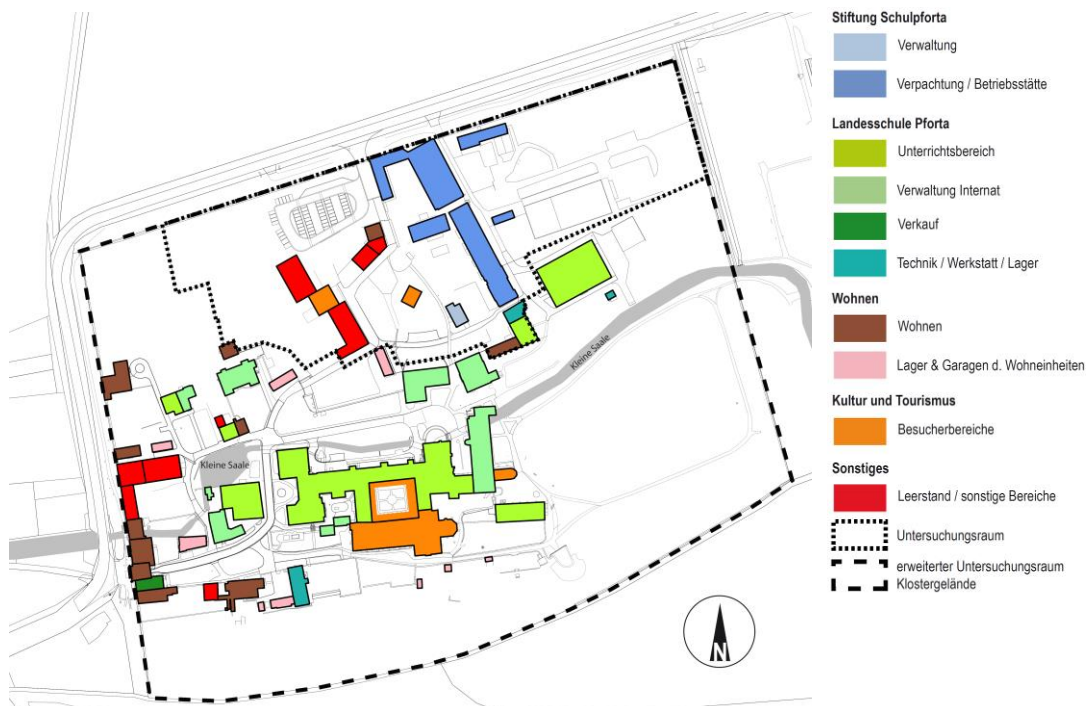 Stiftung Schulpforta
Verwaltung
Verpachtung / Betriebsstätte
Landesschule Pforta
Unterrichtsbereich
Verwaltung Internat
Verkauf
Technik / Werkstatt / Lager
Wohnen
Wohnen
Lager & Garagen d. Wohneinheiten
Kultur und Tourismus
Besucherbereiche
Sonstiges
Leerstand / sonstige Bereiche
Untersuchungsraum
erweiterter Untersuchungsraum
Klostergelände
Kleine Saale
Kleine Saale
N